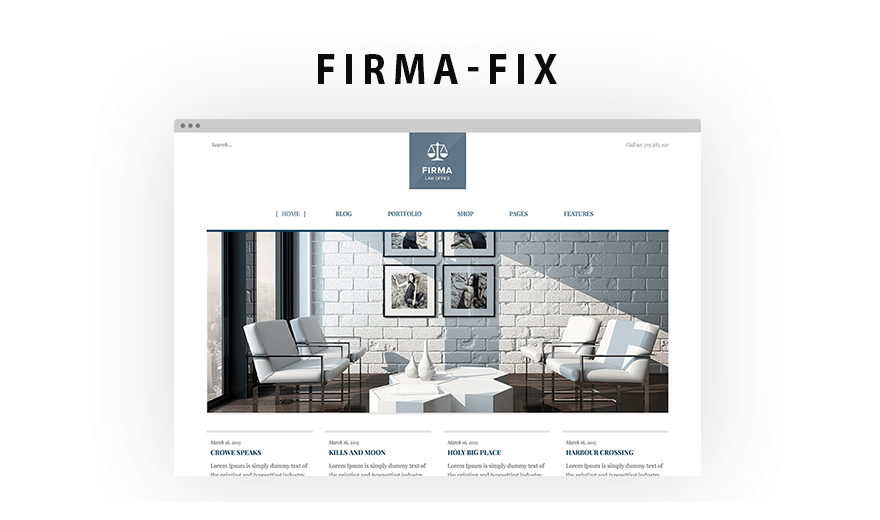 FIRMA-FIX
Search...
Call us: 715.383.221
FIRMA
LAW OFFICE
[ HOME ]
BLOG
PORTFOLIO
SHOP
PAGES
FEATURES
March 16, 2015
CROWE SPEAKS
Lorem Ipsum is simply dummy text of
the printing and typesetting industry.
March 16, 2015
KILLS AND MOON
Lorem Ipsum is simply dummy text of
the printing and typesetting industry.
March 16, 2015
HOLY BIG PLACE
Lorem Ipsum is simply dummy text of
the printing and typesetting industry.
March 16, 2015
HARBOUR CROSSING
Lorem Ipsum is simply dummy text of
the printing and typesetting industry.